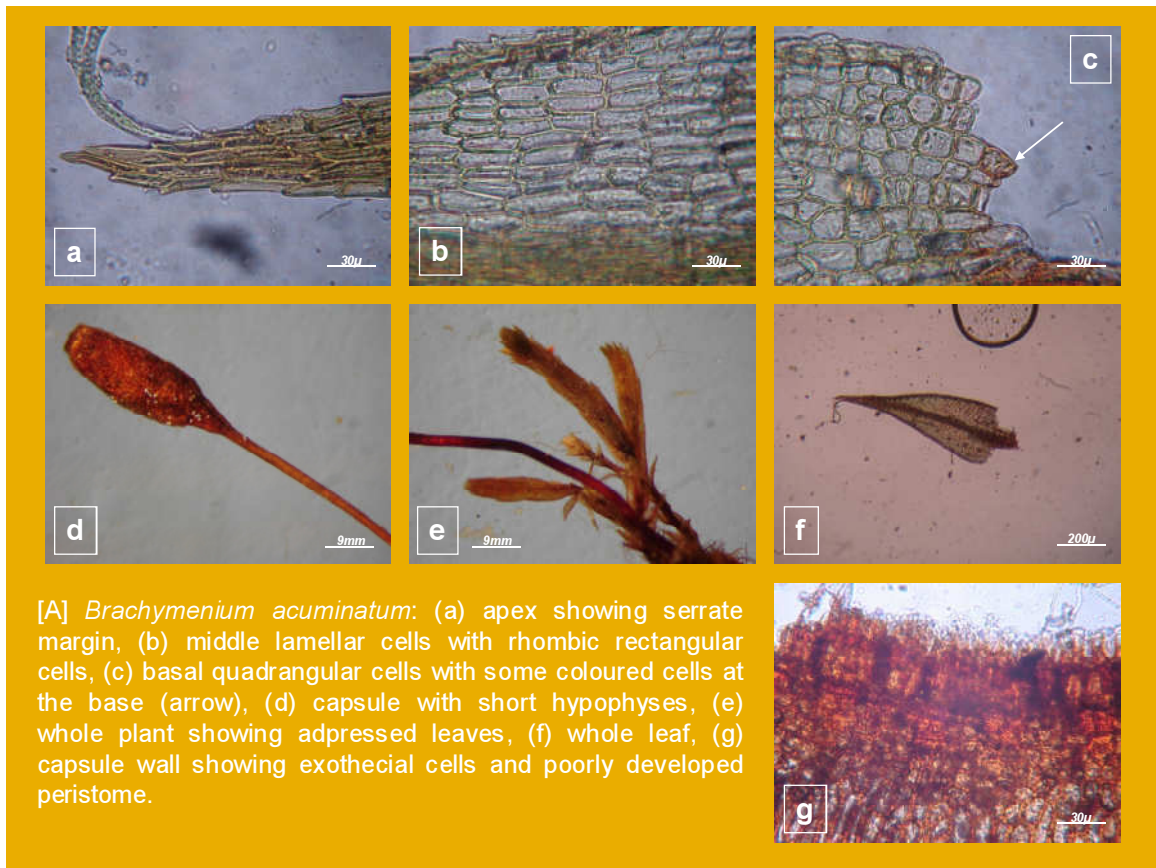 c
a
30µ
b
30µ
30µ
d
9mm
e
9mm
f
200µ
[A] Brachymenium acuminatum: (a) apex showing serrate
margin, (b) middle lamellar cells with rhombic rectangular
cells, (c) basal quadrangular cells with some coloured cells at
the base (arrow), (d) capsule with short hypophyses, (e)
whole plant showing adpressed leaves, (f) whole leaf, (g)
capsule wall showing exothecial cells and poorly developed
peristome.
g
30µ